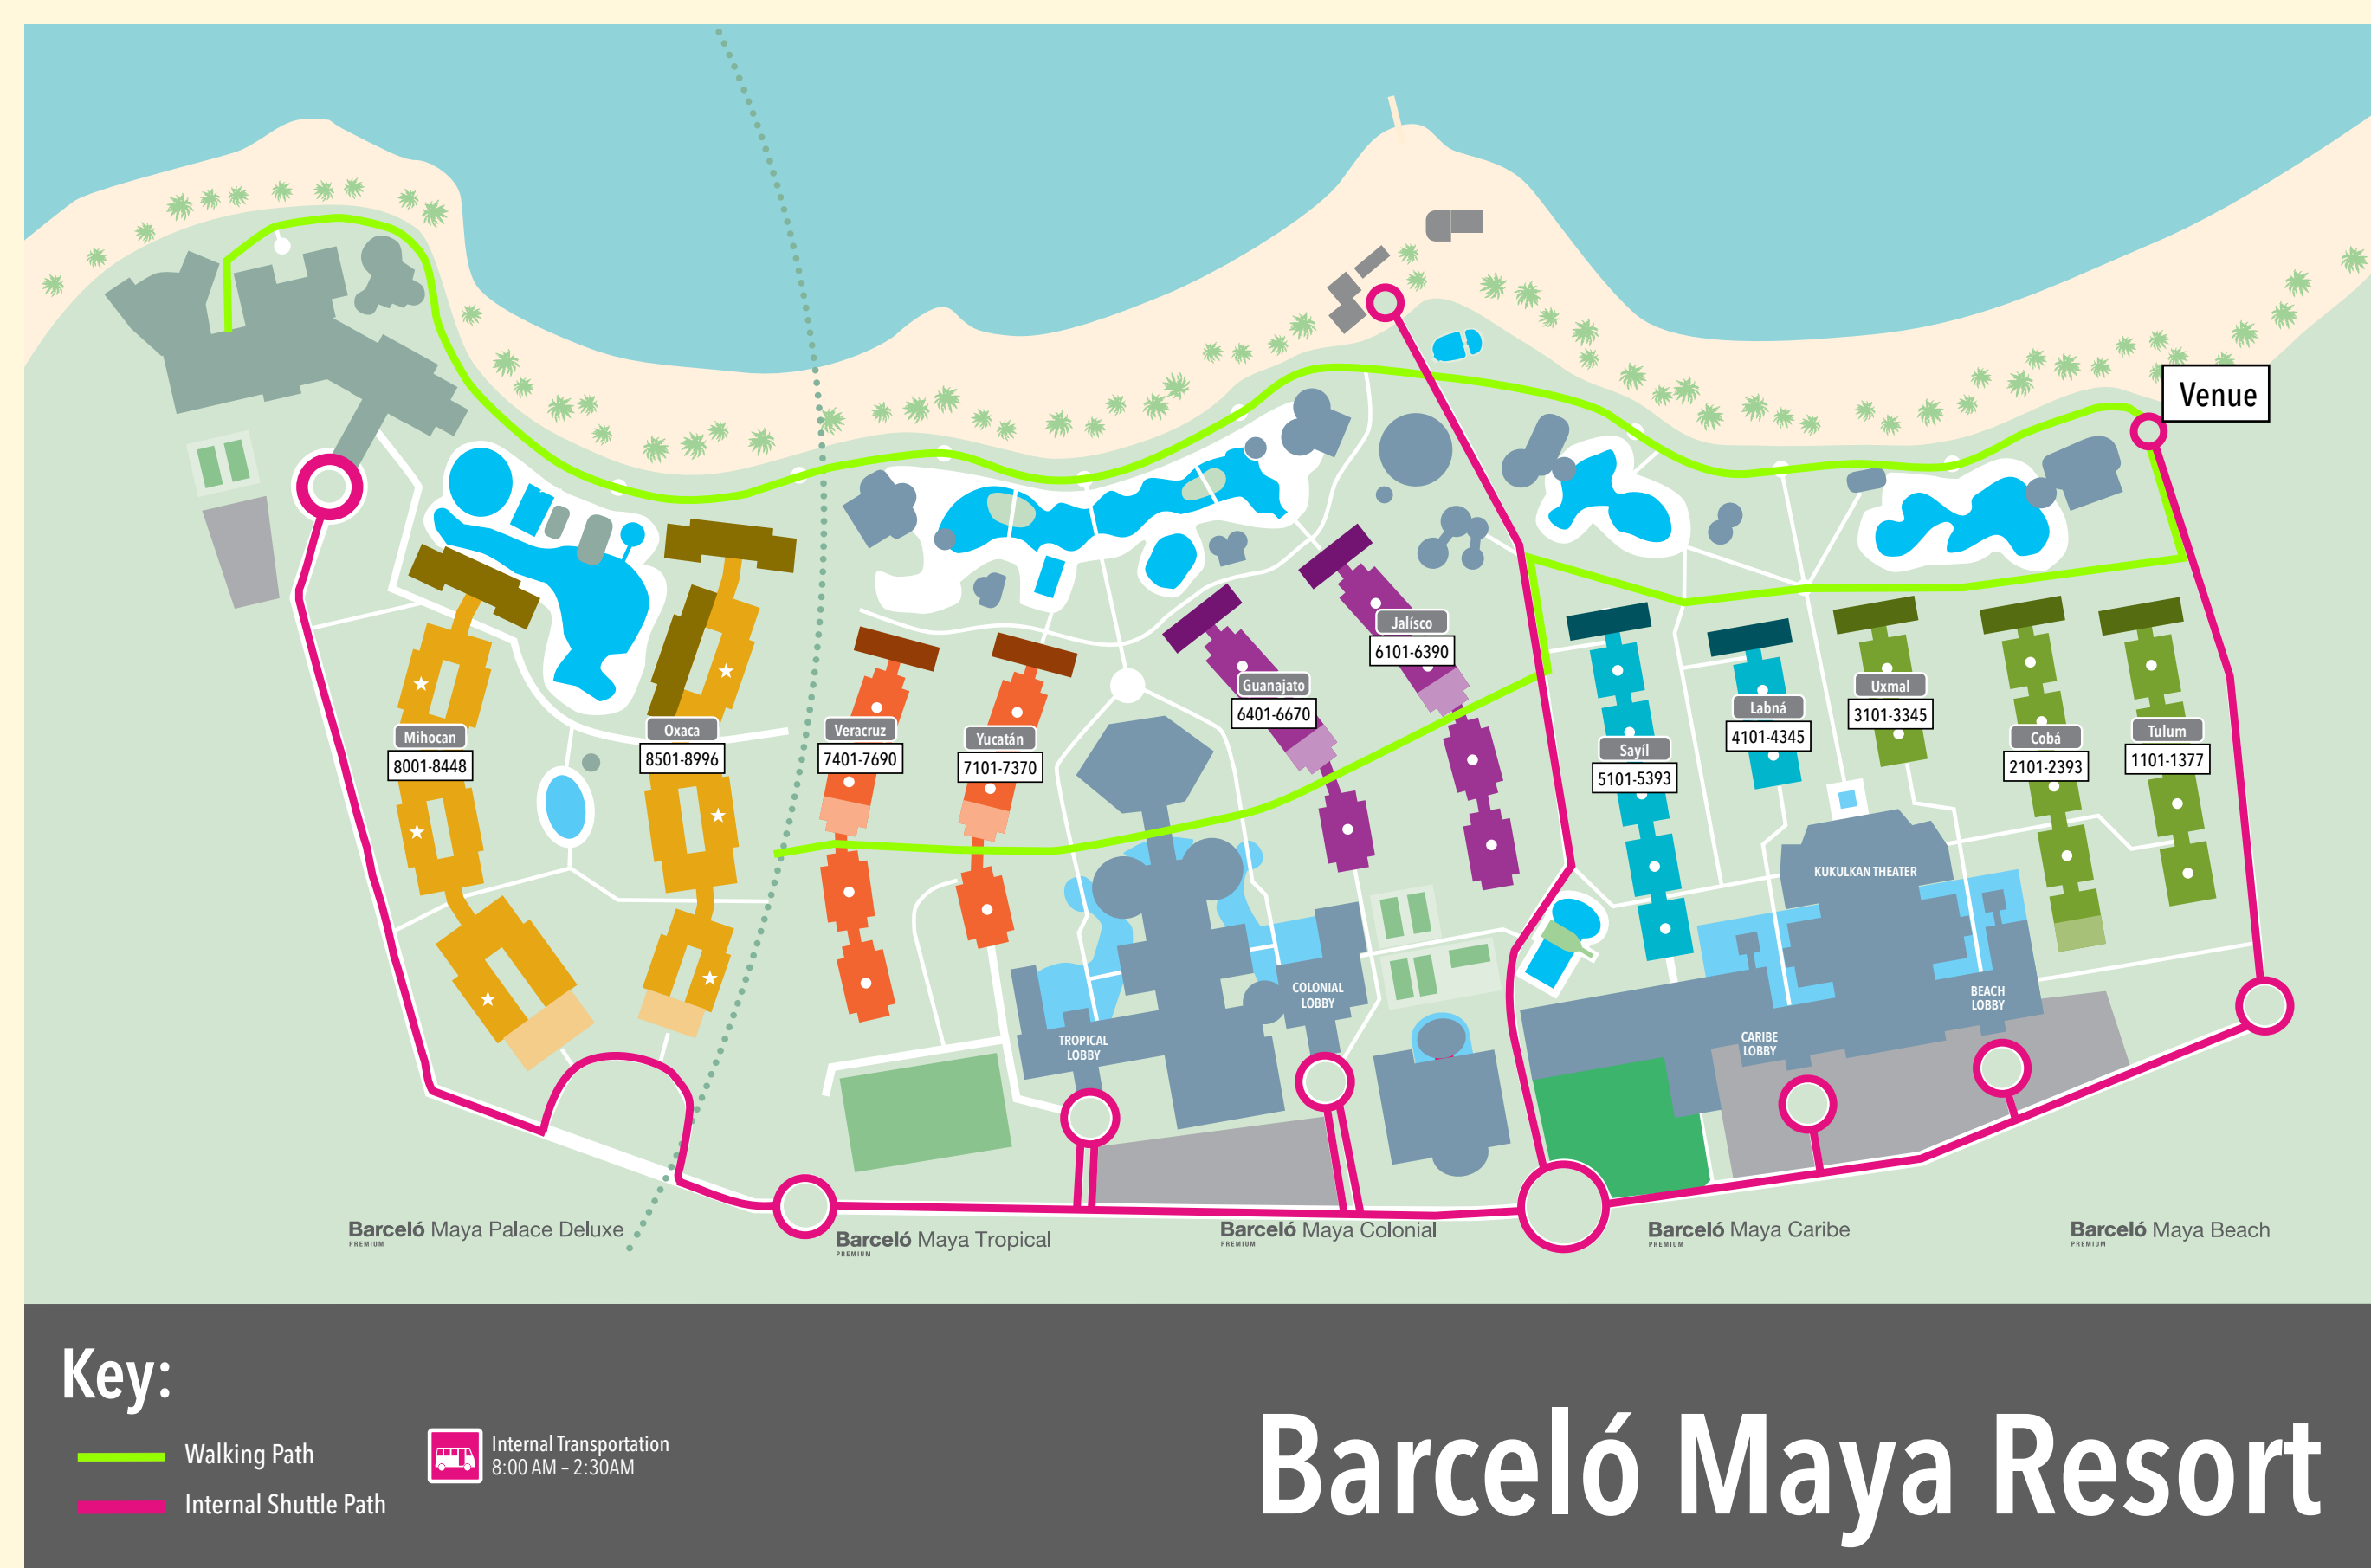 Venue
Jalísco
6101-6390
Guanajato
6401-6670
Mihocan
8001-8448
Oxaca
8501-8996
Veracruz
7401-7690
Yucatán
7101-7370
Sayíl
5101-5393
Labná
4101-4345
Uxmal
3101-3345
Cobá
2101-2393
Tulum
1101-1377
KUKULKAN THEATER
COLONIAL
LOBBY
TROPICAL
LOBBY
CARIBE
LOBBY
BEACH
LOBBY
Barceló Maya Palace Deluxe
PREMIUM
Barceló Maya Tropical
PREMIUM
Barceló Maya Colonial
PREMIUM
Barceló Maya Caribe
PREMIUM
Barceló Maya Beach
PREMIUM
Key:
Walking Path
Internal Shuttle Path
Internal Transportation
8:00 AM – 2:30AM
Barceló Maya Resort